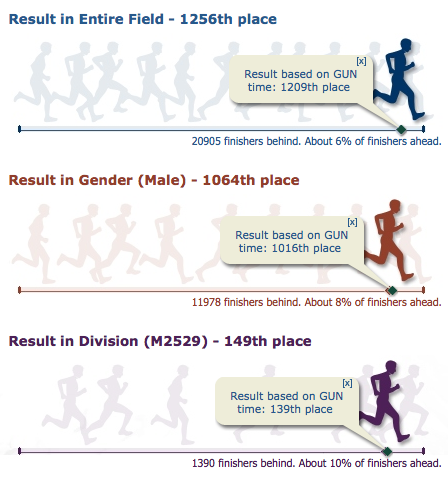 Result in Entire Field - 1256th place
[x]
Result based on GUN
time: 1209th place
20905 finishers behind. About 6% of finishers ahead.
Result in Gender (Male) - 1064th place
[x]
Result based on GUN
time: 1016th place
11978 finishers behind. About 8% of finishers ahead.
Result in Division (M2529) - 149th place
[x]
Result based on GUN
time: 139th place
1390 finishers behind. About 10% of finishers ahead.